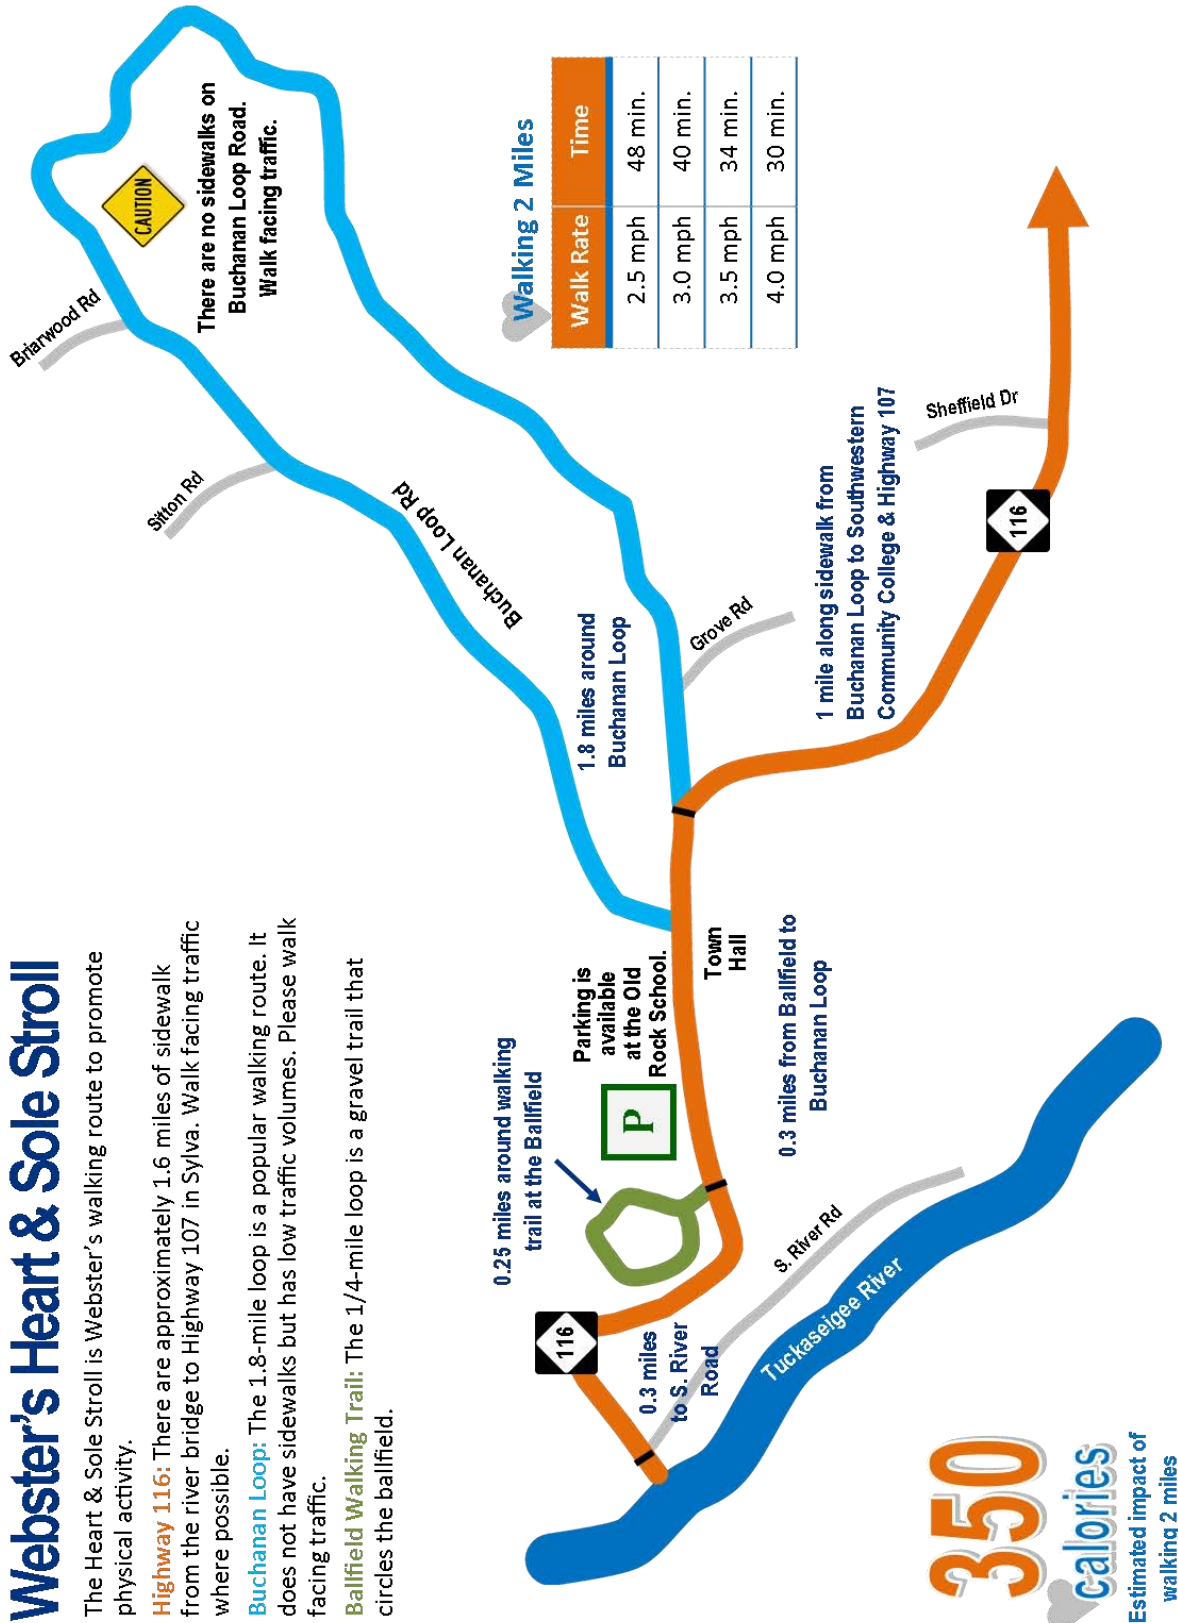 Webster's Heart & Sole Stroll
The Heart & Sole Stroll is Webster's walking route to promote
physical activity.
Highway 116: There are approximately 1.6 miles of sidewalk
from the river bridge to Highway 107 in Sylva. Walk facing traffic
where possible.
Buchanan Loop: The 1.8-mile loop is a popular walking route. It
does not have sidewalks but has low traffic volumes. Please walk
facing traffic.
Ballfield Walking Trail: The 1/4-mile loop is a gravel trail that
circles the ballfield.
Briarwood Rd
CAUTION
There are no sidewalks on
Buchanan Loop Road.
Walk facing traffic.
Sitton Rd
Buchanan Loop Rd
1.8 miles around
Buchanan Loop
Grove Rd
Walking 2 Miles
Walk Rate Time
2.5 mph 48 min.
3.0 mph 40 min.
3.5 mph 34 min.
4.0 mph 30 min.
0.25 miles around walking
trail at the Ballfield
P
Parking is
available
at the Old
Rock School.
Town
Hall
0.3 miles from Ballfield to
Buchanan Loop
1 mile along sidewalk from
Buchanan Loop to Southwestern
Community College & Highway 107
Sheffield Dr
116
116
0.3 miles
to S. River
Road
S. River Rd
Tuckaseigee River
350
calories
Estimated impact of
walking 2 miles